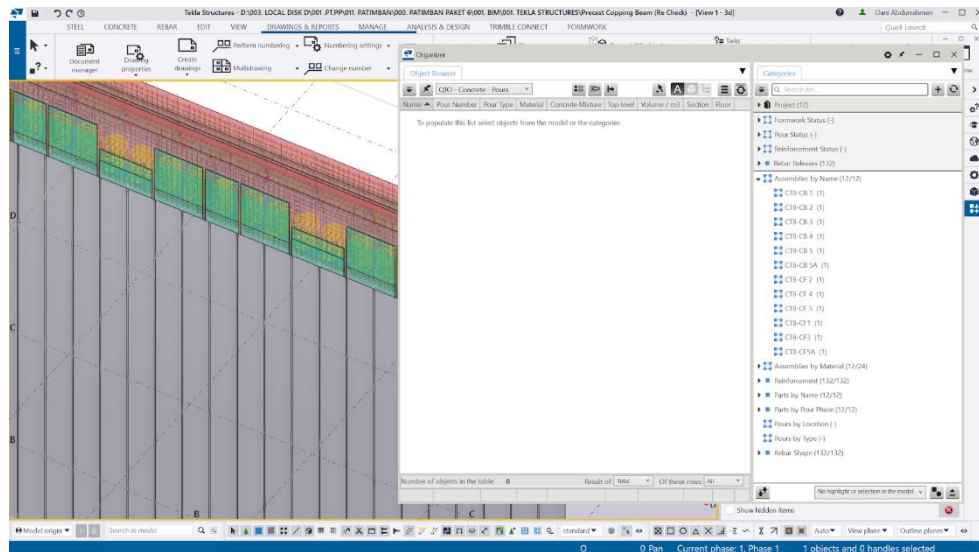 Tekla Structures - D:\003. LOCAL DISK D\001 .PT.PP\011. PATIMBAN\000. PATIMBAN PAKET 6\001. BIM\001. TEKLA STRUCTURES\Precast Copping Beam (Re Check) - [View 1 - 3d]
Dani Abdurrahman
STEEL CONCRETE REBAR EDIT VIEW DRAWINGS & REPORTS MANAGE ANALYSIS & DESIGN TRIMBLE CONNECT FORMWORK
Quick Launch
Document manager
Drawing properties
Create drawings
Perform numbering
Numbering settings
Multidrawing
Change number
Tasks
Organizer
Object Browser
QTO - Concrete - Pours
Name Pour Number Pour Type Material Concrete Mixture Top level Volume / m3 Section Floor
To populate this list select objects from the model or the categories
Number of objects in the table: 0
Result of: Total
Of these rows: All
Categories
Search for...
Project (12)
Formwork Status (-)
Pour Status (-)
Reinforcement Status (-)
Rebar Releases (132)
Assemblies by Name (12/12)
CTB-CB 1 (1)
CTB-CB 2 (1)
CTB-CB 3 (1)
CTB-CB 4 (1)
CTB-CB 5 (1)
CTB-CB 5A (1)
CTB-CF 2 (1)
CTB-CF 4 (1)
CTB-CF 5 (1)
CTB-CF1 (1)
CTB-CF3 (1)
CTB-CF5A (1)
Assemblies by Material (12/24)
Reinforcement (132/132)
Parts by Name (12/12)
Parts by Pour Phase (12/12)
Pours by Location (-)
Pours by Type (-)
Rebar Shape (132/132)
No highlight or selection in the model
Show hidden items
D
C
B
B
C
D
Model origin
Search in model
standard
Auto
View plane
Outline planes
O
0 Pan
Current phase: 1, Phase 1
1 objects and 0 handles selected